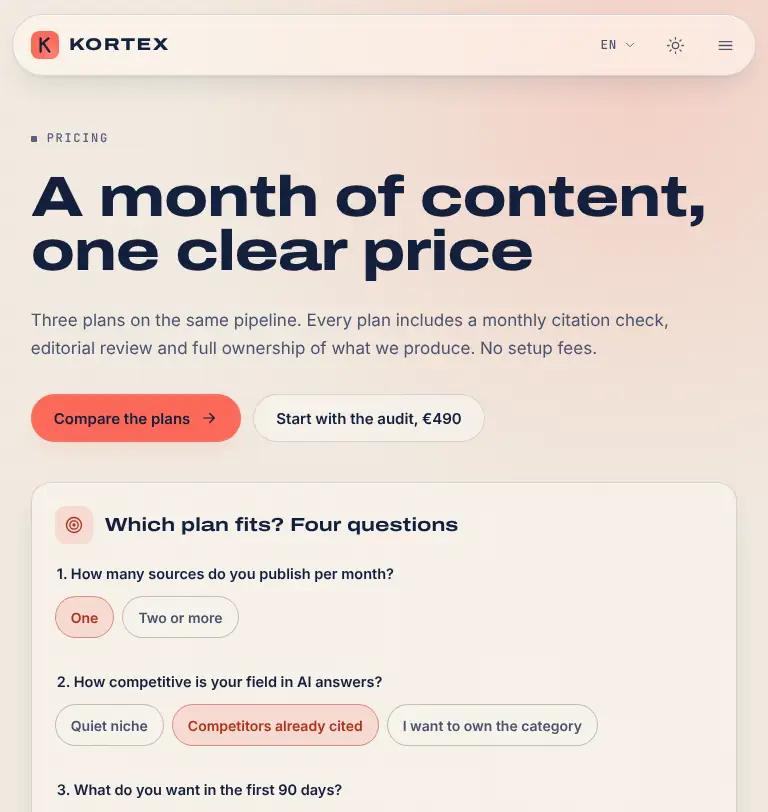 K KORTEX
EN
PRICING
A month of content,
one clear price
Three plans on the same pipeline. Every plan includes a monthly citation check,
editorial review and full ownership of what we produce. No setup fees.
Compare the plans →
Start with the audit, €490
Which plan fits? Four questions
1. How many sources do you publish per month?
One
Two or more
2. How competitive is your field in AI answers?
Quiet niche
Competitors already cited
I want to own the category
3. What do you want in the first 90 days?